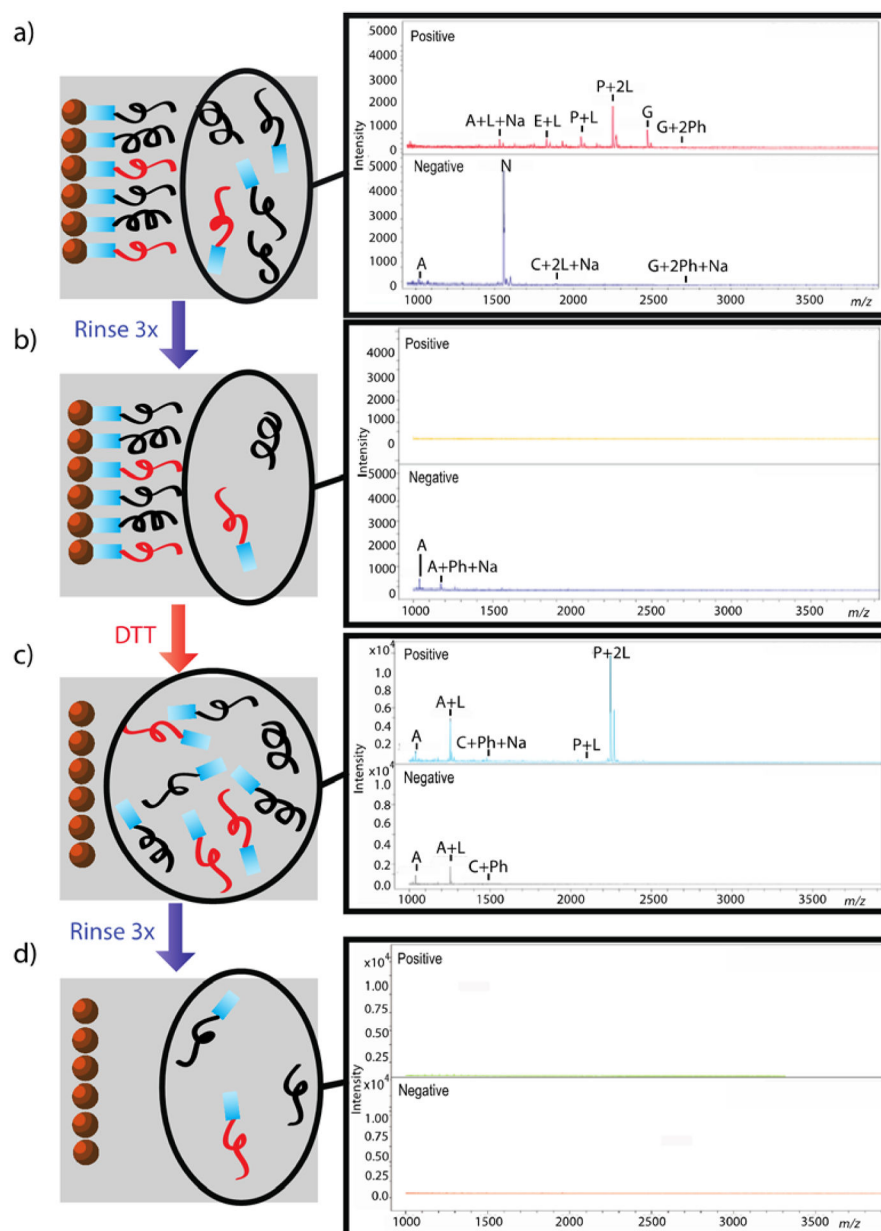 a)
5000
4000
3000
2000
1000
0
Positive
A+L+Na
E+L
P+L
P+2L
G
G+2Ph
Intensity
5000
4000
3000
2000
1000
0
Negative
N
A
C+2L+Na
G+2Ph+Na
1000
1500
2000
2500
3000
3500
m/z
Rinse 3x
b)
4000
3000
2000
1000
0
Positive
Intensity
5000
4000
3000
2000
1000
0
Negative
A
A+Ph+Na
1000
1500
2000
2500
3000
3500
m/z
DTT
c)
x10⁴
1.0
0.8
0.6
0.4
0.2
Positive
A
A+L
C+Ph+Na
P+L
P+2L
Intensity
x10⁴
1.0
0.8
0.6
0.4
0.2
0.0
Negative
A
A+L
C+Ph
1000
1500
2000
2500
3000
3500
m/z
Rinse 3x
d)
x10⁴
1.00
0.75
0.50
0.25
Positive
Intensity
x10⁴
1.00
0.75
0.50
0.25
0.0
Negative
1000
1500
2000
2500
3000
3500
m/z